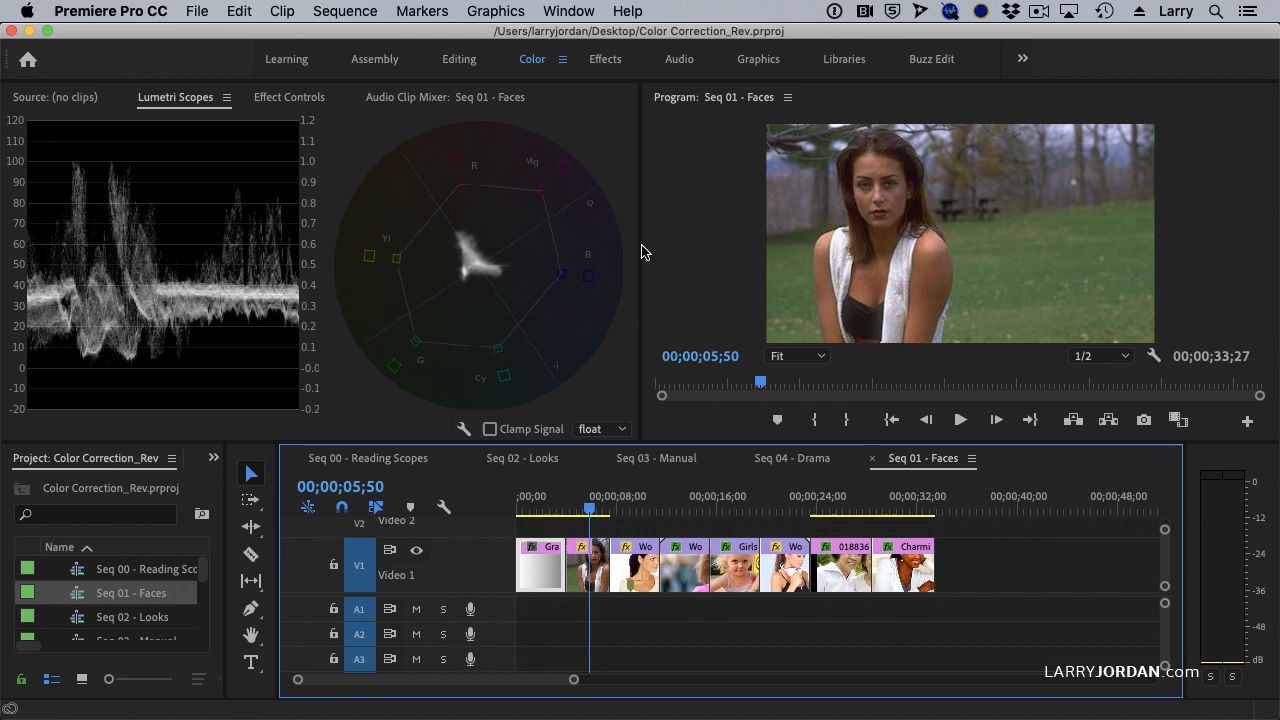 Premiere Pro CC File Edit Clip Sequence Markers Graphics Window Help Larry
/Users/larryjordan/Desktop/Color Correction_Rev.prproj
Learning Assembly Editing Color Effects Audio Graphics Libraries Buzz Edit
Source: (no clips) Lumetri Scopes Effect Controls Audio Clip Mixer: Seq 01 - Faces
Program: Seq 01 - Faces
120 1.2
110 1.1
100 1.0
90 0.9
80 0.8
70 0.7
60 0.6
50 0.5
40 0.4
30 0.3
20 0.2
10 0.1
0 -0.0
-10 -0.1
-20 -0.2
R Mg
Q
Yl B
G Cy -i
Clamp Signal float
00;00;05;50 Fit 1/2 00;00;33;27
Project: Color Correction_Rev
Color Correction_Rev.prproj
Name
Seq 00 - Reading Sco
Seq 01 - Faces
Seq 02 - Looks
Seq 00 - Reading Scopes Seq 02 - Looks Seq 03 - Manual Seq 04 - Drama × Seq 01 - Faces
00;00;05;50
;00;00 00;00;08;00 00;00;16;00 00;00;24;00 00;00;32;00 00;00;40;00 00;00;48;00
V2 Video 2
fx Gra fx fx Wo fx Wo fx Girls fx Wo fx 018836 fx Charmi
V1 Video 1
A1 M S
A2 M S
A3 M S
0
-12
-24
-36
-48
dB
S S
LARRYJORDAN.com